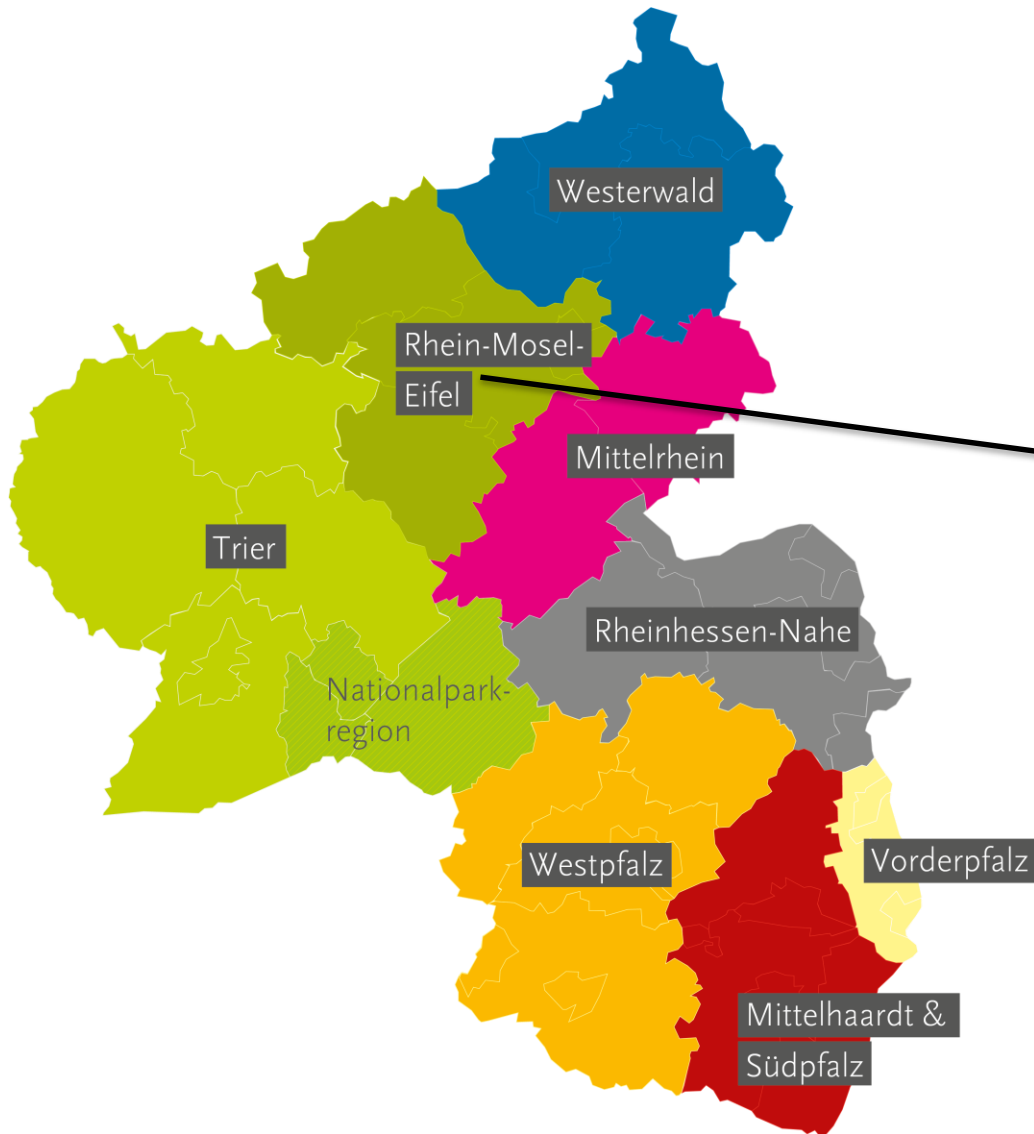 Westerwald
Rhein-Mosel-
Eifel
Mittelrhein
Trier
Rheinhessen-Nahe
Nationalpark-
region
Westpfalz
Vorderpfalz
Mittelhaardt &
Südpfalz